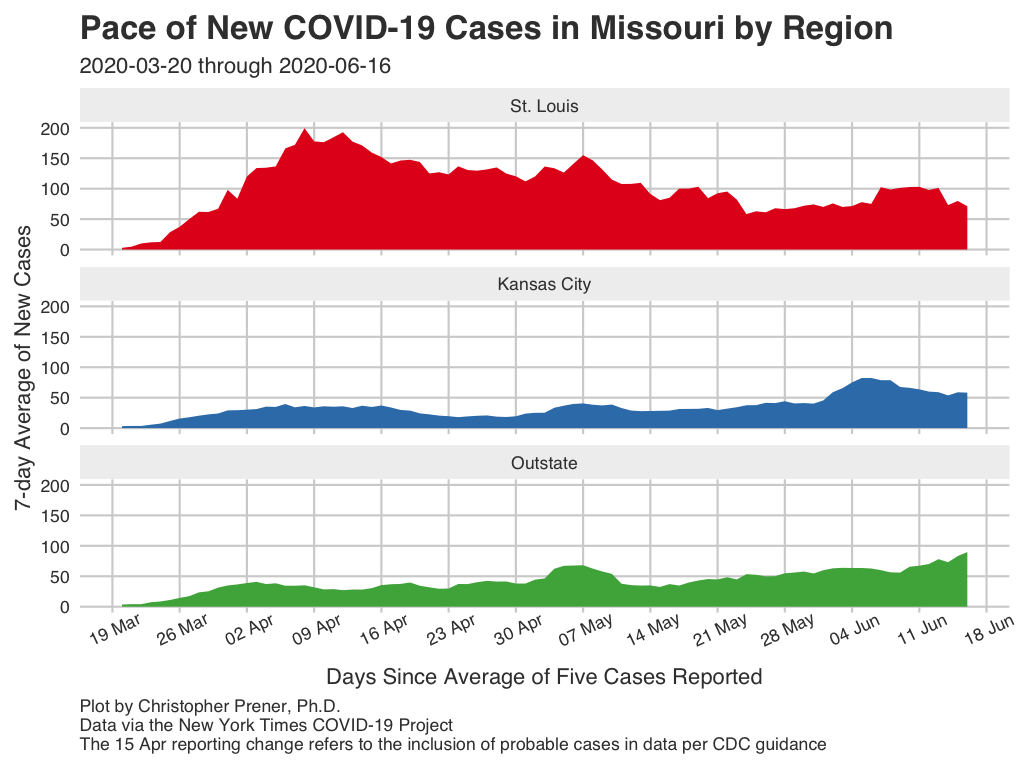 Pace of New COVID-19 Cases in Missouri by Region
2020-03-20 through 2020-06-16
St. Louis
200
150
100
50
0
Kansas City
200
150
100
50
0
Outstate
200
150
100
50
0
7-day Average of New Cases
19 Mar 26 Mar 02 Apr 09 Apr 16 Apr 23 Apr 30 Apr 07 May 14 May 21 May 28 May 04 Jun 11 Jun 18 Jun
Days Since Average of Five Cases Reported
Plot by Christopher Prener, Ph.D.
Data via the New York Times COVID-19 Project
The 15 Apr reporting change refers to the inclusion of probable cases in data per CDC guidance